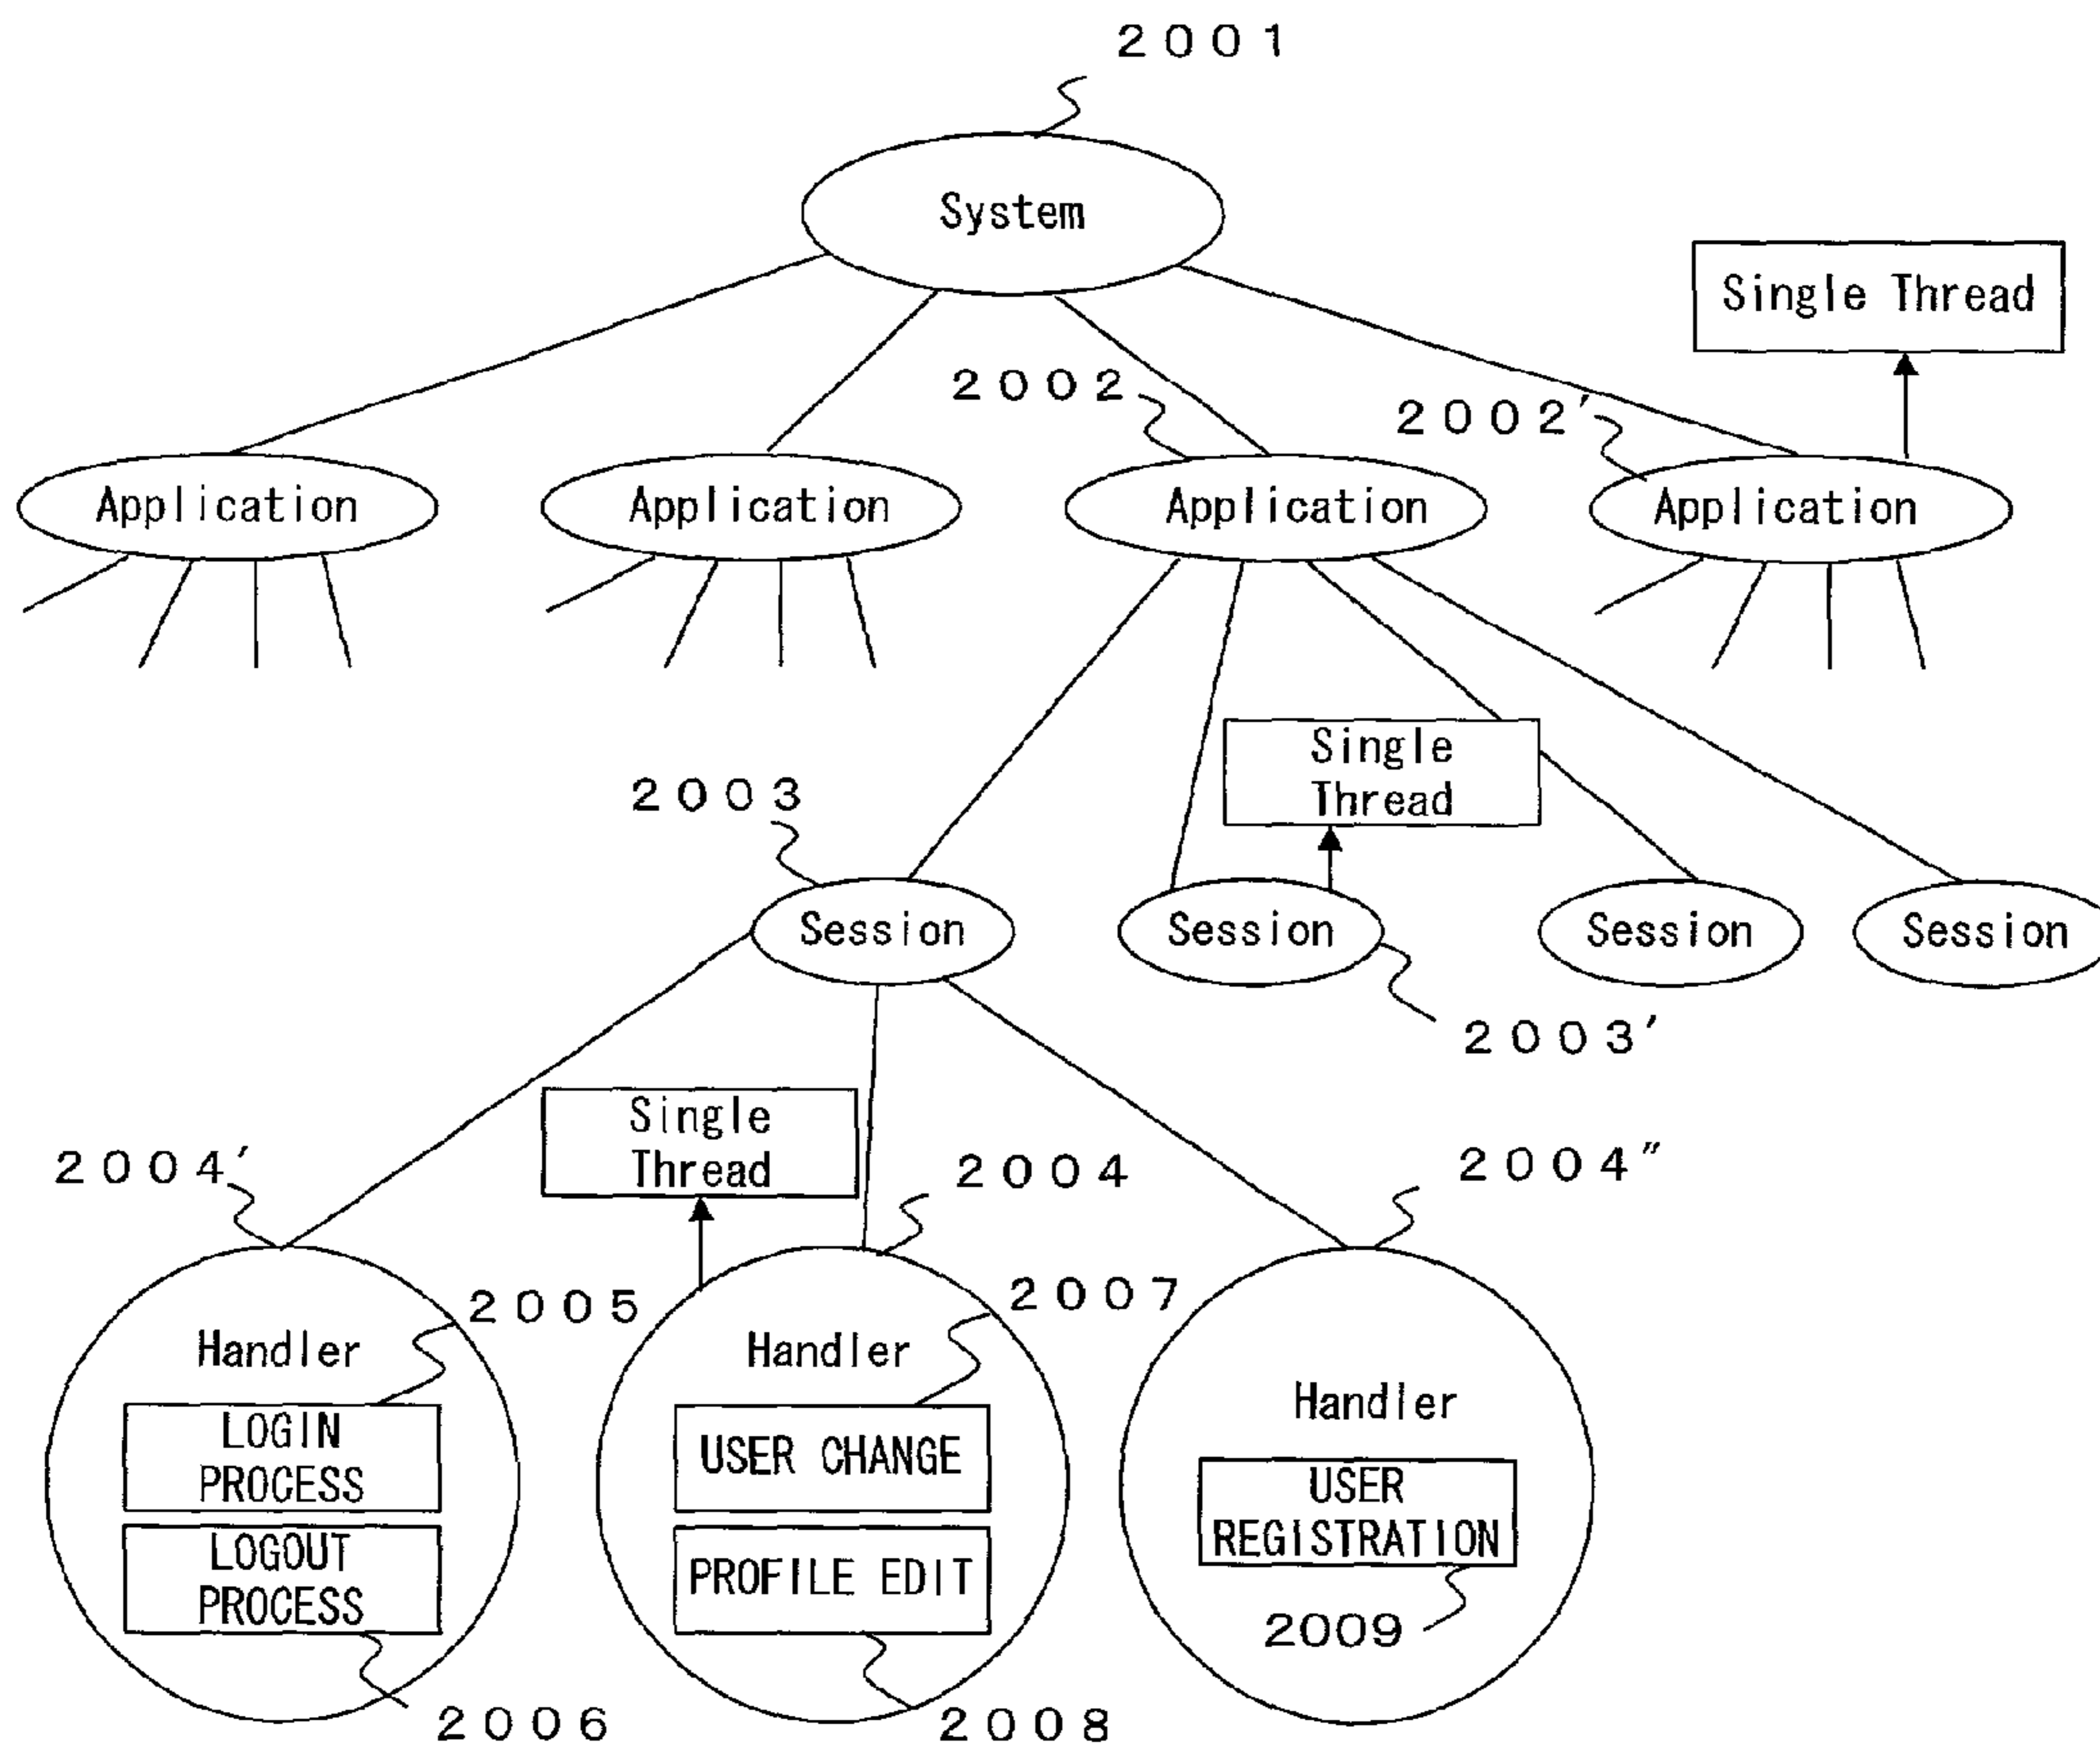 2001
System
Single Thread
2002
2002′
Application
Application
Application
Application
Single
Thread
2003
Session
Session
Session
Session
2003′
Single
Thread
2004′
2004
2004″
2005
2007
Handler
Handler
Handler
LOGIN
PROCESS
USER CHANGE
USER
REGISTRATION
LOGOUT
PROCESS
PROFILE EDIT
2009
2006
2008